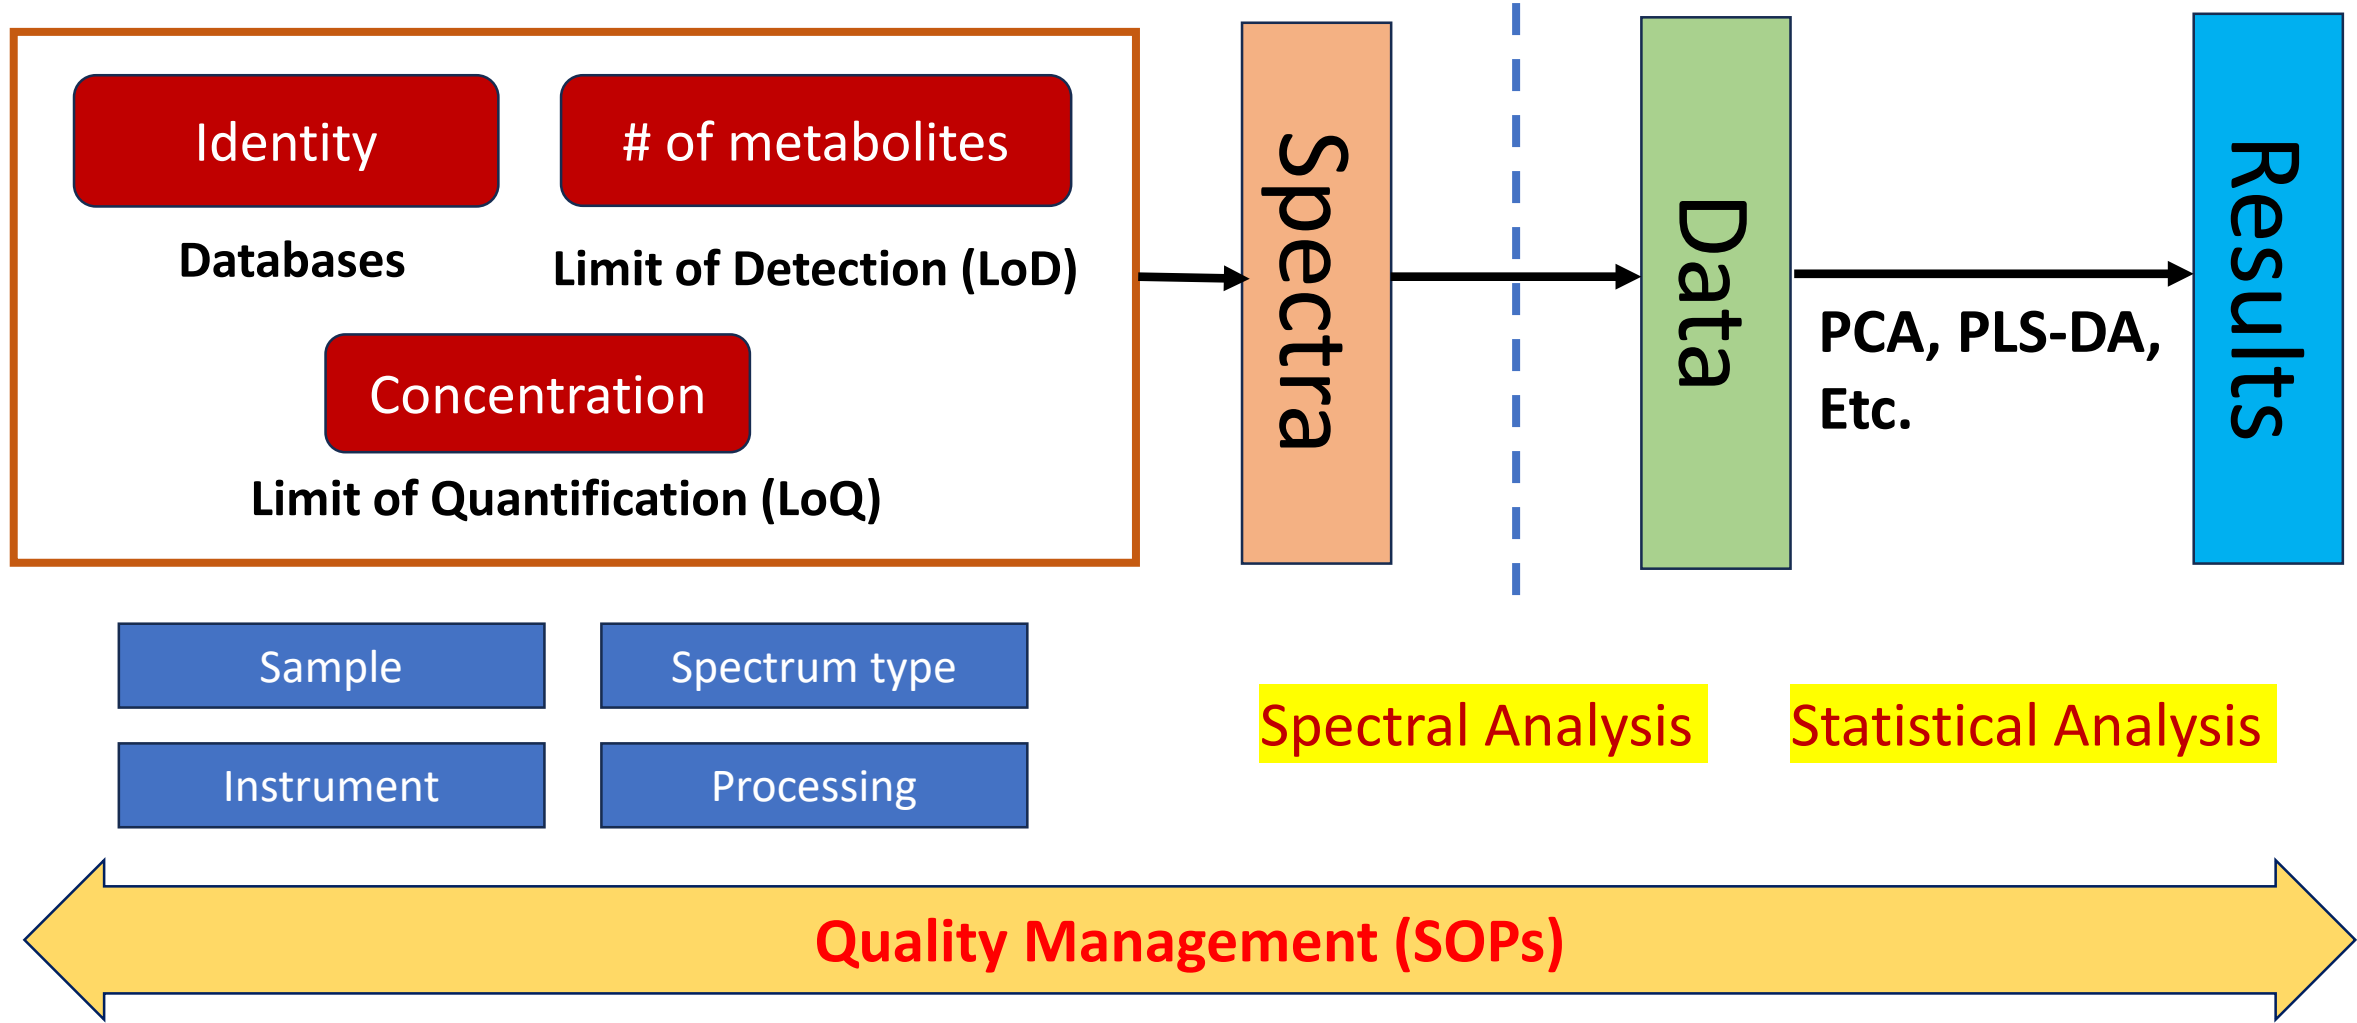 Identity
# of metabolites
Databases
Limit of Detection (LoD)
Concentration
Limit of Quantification (LoQ)
Spectra
Data
PCA, PLS-DA,
Etc.
Results
Sample
Spectrum type
Instrument
Processing
Spectral Analysis
Statistical Analysis
Quality Management (SOPs)